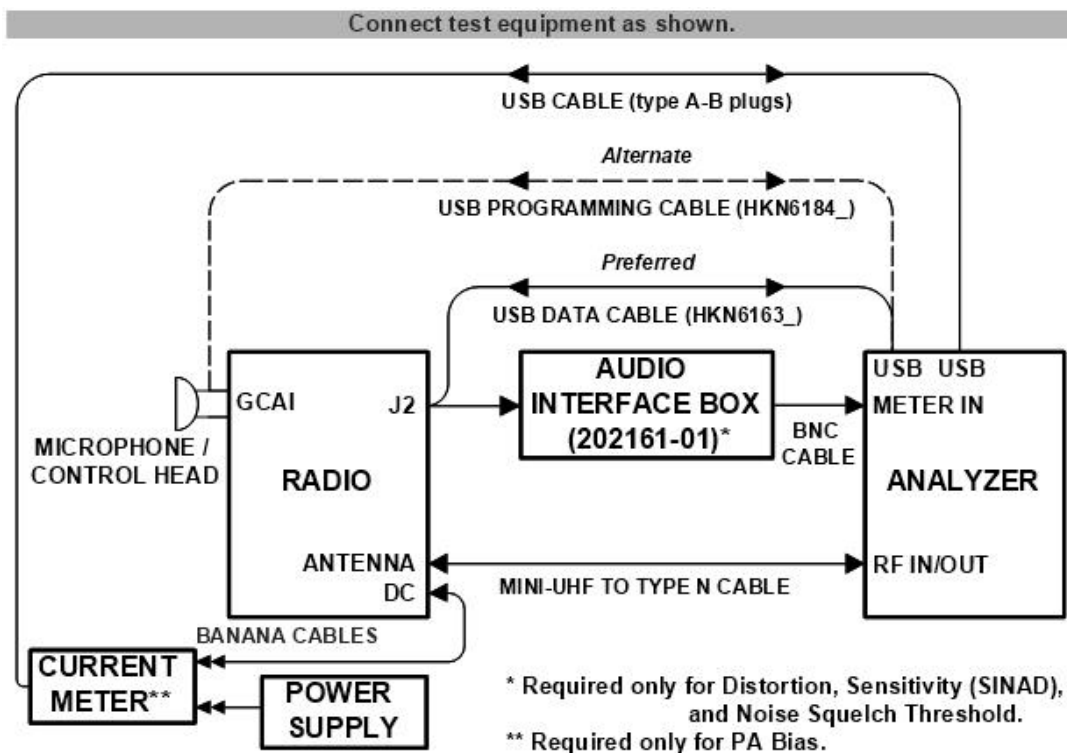 Connect test equipment as shown.
USB CABLE (type A-B plugs)
Alternate
USB PROGRAMMING CABLE (HKN6184_)
Preferred
USB DATA CABLE (HKN6163_)
GCAI
J2
MICROPHONE /
CONTROL HEAD
RADIO
ANTENNA
DC
AUDIO
INTERFACE BOX
(202161-01)*
BNC
CABLE
USB USB
METER IN
ANALYZER
RF IN/OUT
MINI-UHF TO TYPE N CABLE
BANANA CABLES
CURRENT
METER**
POWER
SUPPLY
* Required only for Distortion, Sensitivity (SINAD),
and Noise Squelch Threshold.
** Required only for PA Bias.